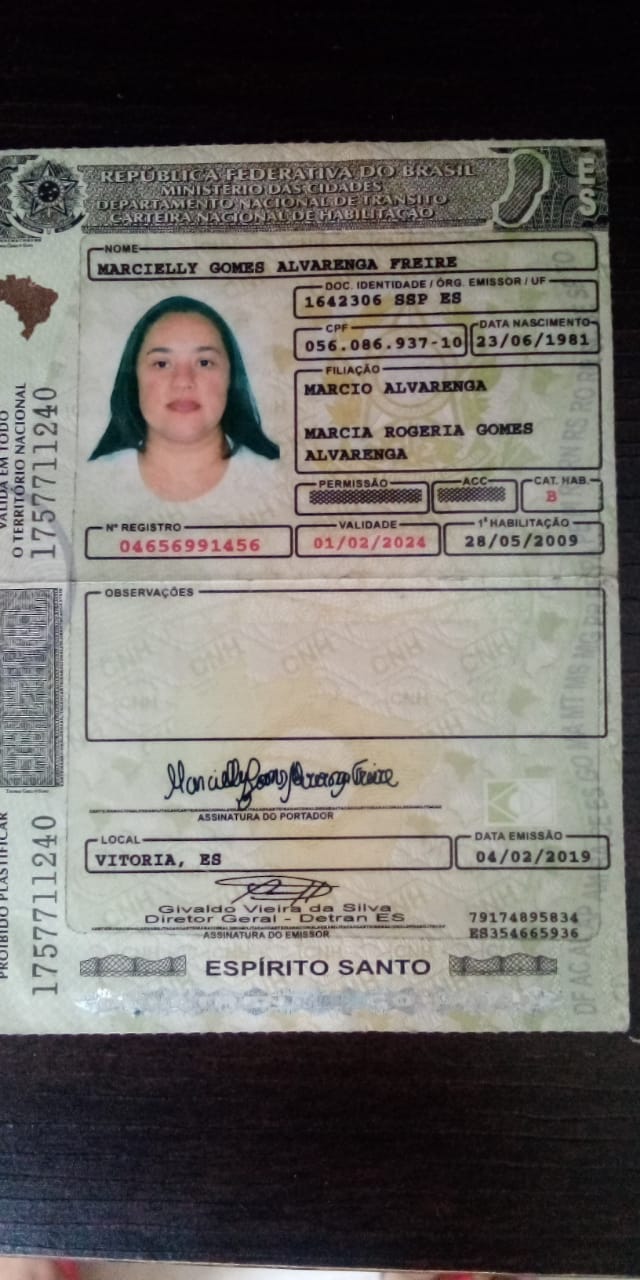 REPÚBLICA FEDERATIVA DO BRASIL
MINISTÉRIO DAS CIDADES
DEPARTAMENTO NACIONAL DE TRÂNSITO
CARTEIRA NACIONAL DE HABILITAÇÃO
ES
NOME
MARCIELLY GOMES ALVARENGA FREIRE
DOC. IDENTIDADE / ÓRG. EMISSOR / UF
1642306 SSP ES
CPF
056.086.937-10
DATA NASCIMENTO
23/06/1981
FILIAÇÃO
MARCIO ALVARENGA
MARCIA ROGERIA GOMES
ALVARENGA
PERMISSÃO
ACC
CAT. HAB.
B
Nº REGISTRO
04656991456
VALIDADE
01/02/2024
1ª HABILITAÇÃO
28/05/2009
VÁLIDA EM TODO
O TERRITÓRIO NACIONAL
1757711240
OBSERVAÇÕES
CNH CNH CNH CNH CNH
Marcielly Gomes Alvarenga Freire
ASSINATURA DO PORTADOR
LOCAL
VITORIA, ES
DATA EMISSÃO
04/02/2019
Givaldo Vieira da Silva
Diretor Geral - Detran ES
ASSINATURA DO EMISSOR
79174895834
ES354665936
PROIBIDO PLASTIFICAR
1757711240
ESPÍRITO SANTO